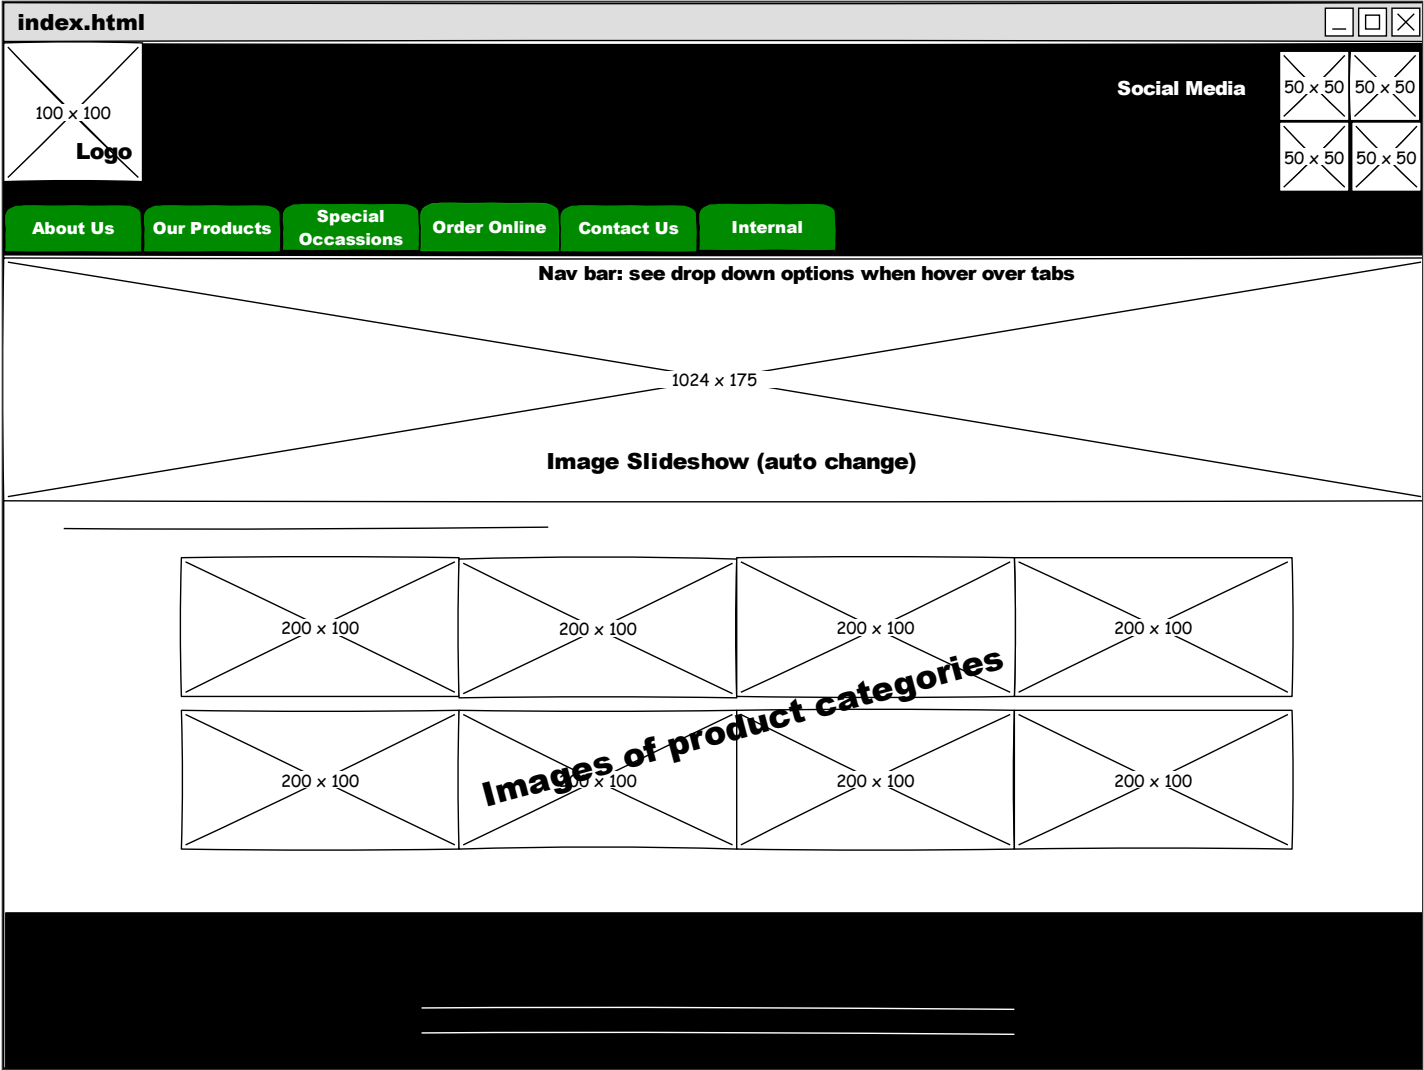 index.html
100 x 100
Logo
Social Media
50 x 50
50 x 50
50 x 50
50 x 50
About Us
Our Products
Special
Occassions
Order Online
Contact Us
Internal
Nav bar: see drop down options when hover over tabs
1024 x 175
Image Slideshow (auto change)
200 x 100
200 x 100
200 x 100
200 x 100
Images of product categories
200 x 100
200 x 100
200 x 100
200 x 100